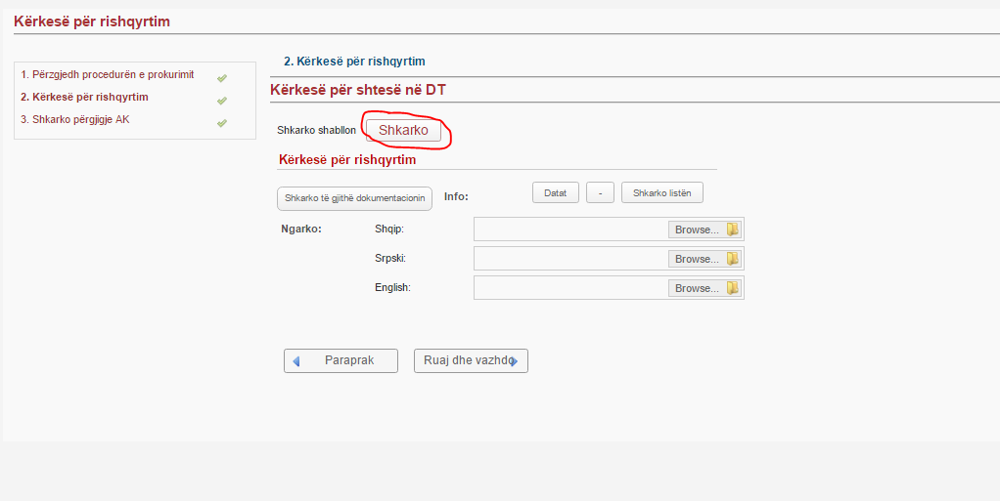 Kërkesë për rishqyrtim
1. Përzgjedh procedurën e prokurimit
2. Kërkesë për rishqyrtim
3. Shkarko përgjigje AK
2. Kërkesë për rishqyrtim
Kërkesë për shtesë në DT
Shkarko shabllon Shkarko
Kërkesë për rishqyrtim
Shkarko të gjithë dokumentacionin Info: Datat - Shkarko listën
Ngarko: Shqip: Browse...
Srpski: Browse...
English: Browse...
Paraprak Ruaj dhe vazhdo